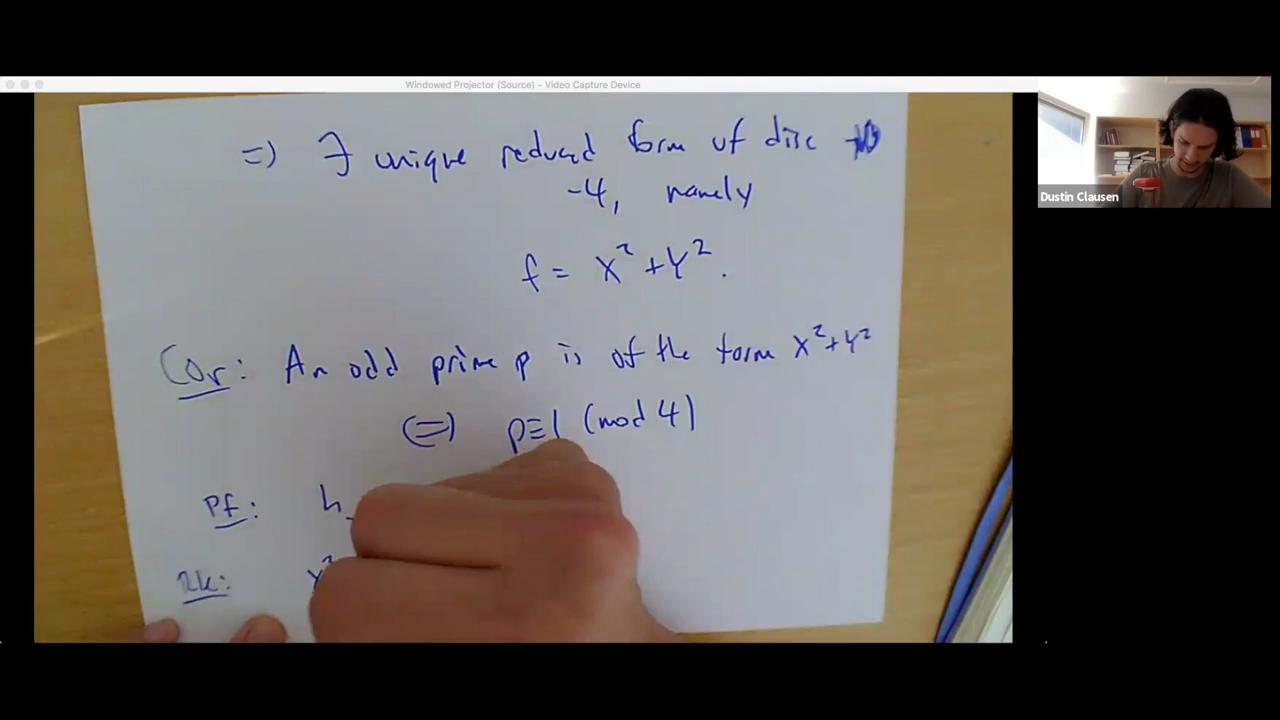 Windowed Projector (Source) - Video Capture Device
=> ∃ unique reduced form of disc
-4, namely
f = x² + y².
Dustin Clausen
Cor: An odd prime p is of the form x²+y²
(=) p≡1 (mod 4)
Pf: h
Rk: x²